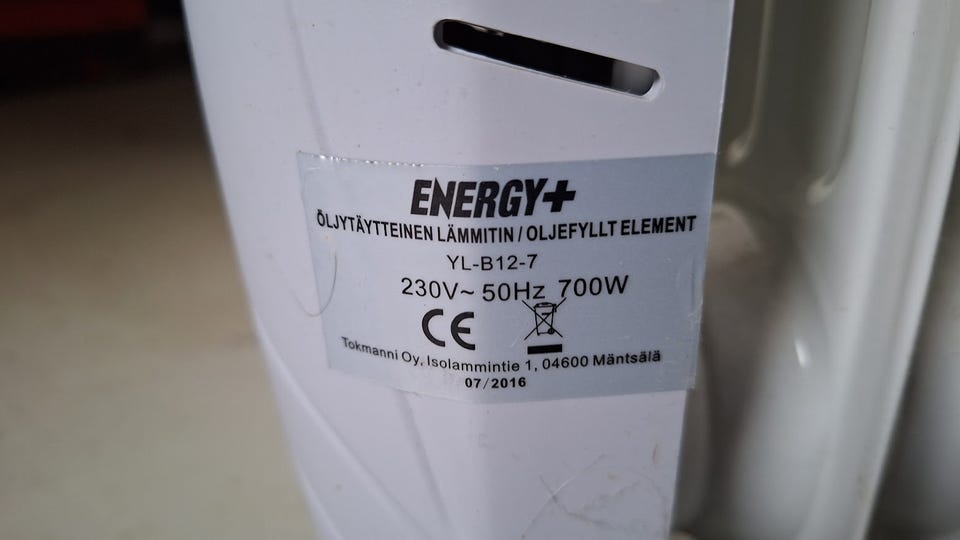 ENERGY+
ÖLJYTÄYTTEINEN LÄMMITIN / OLJEFYLLT ELEMENT
YL-B12-7
230V~ 50Hz 700W
CE
Tokmanni Oy, Isolammintie 1, 04600 Mäntsälä
07/2016